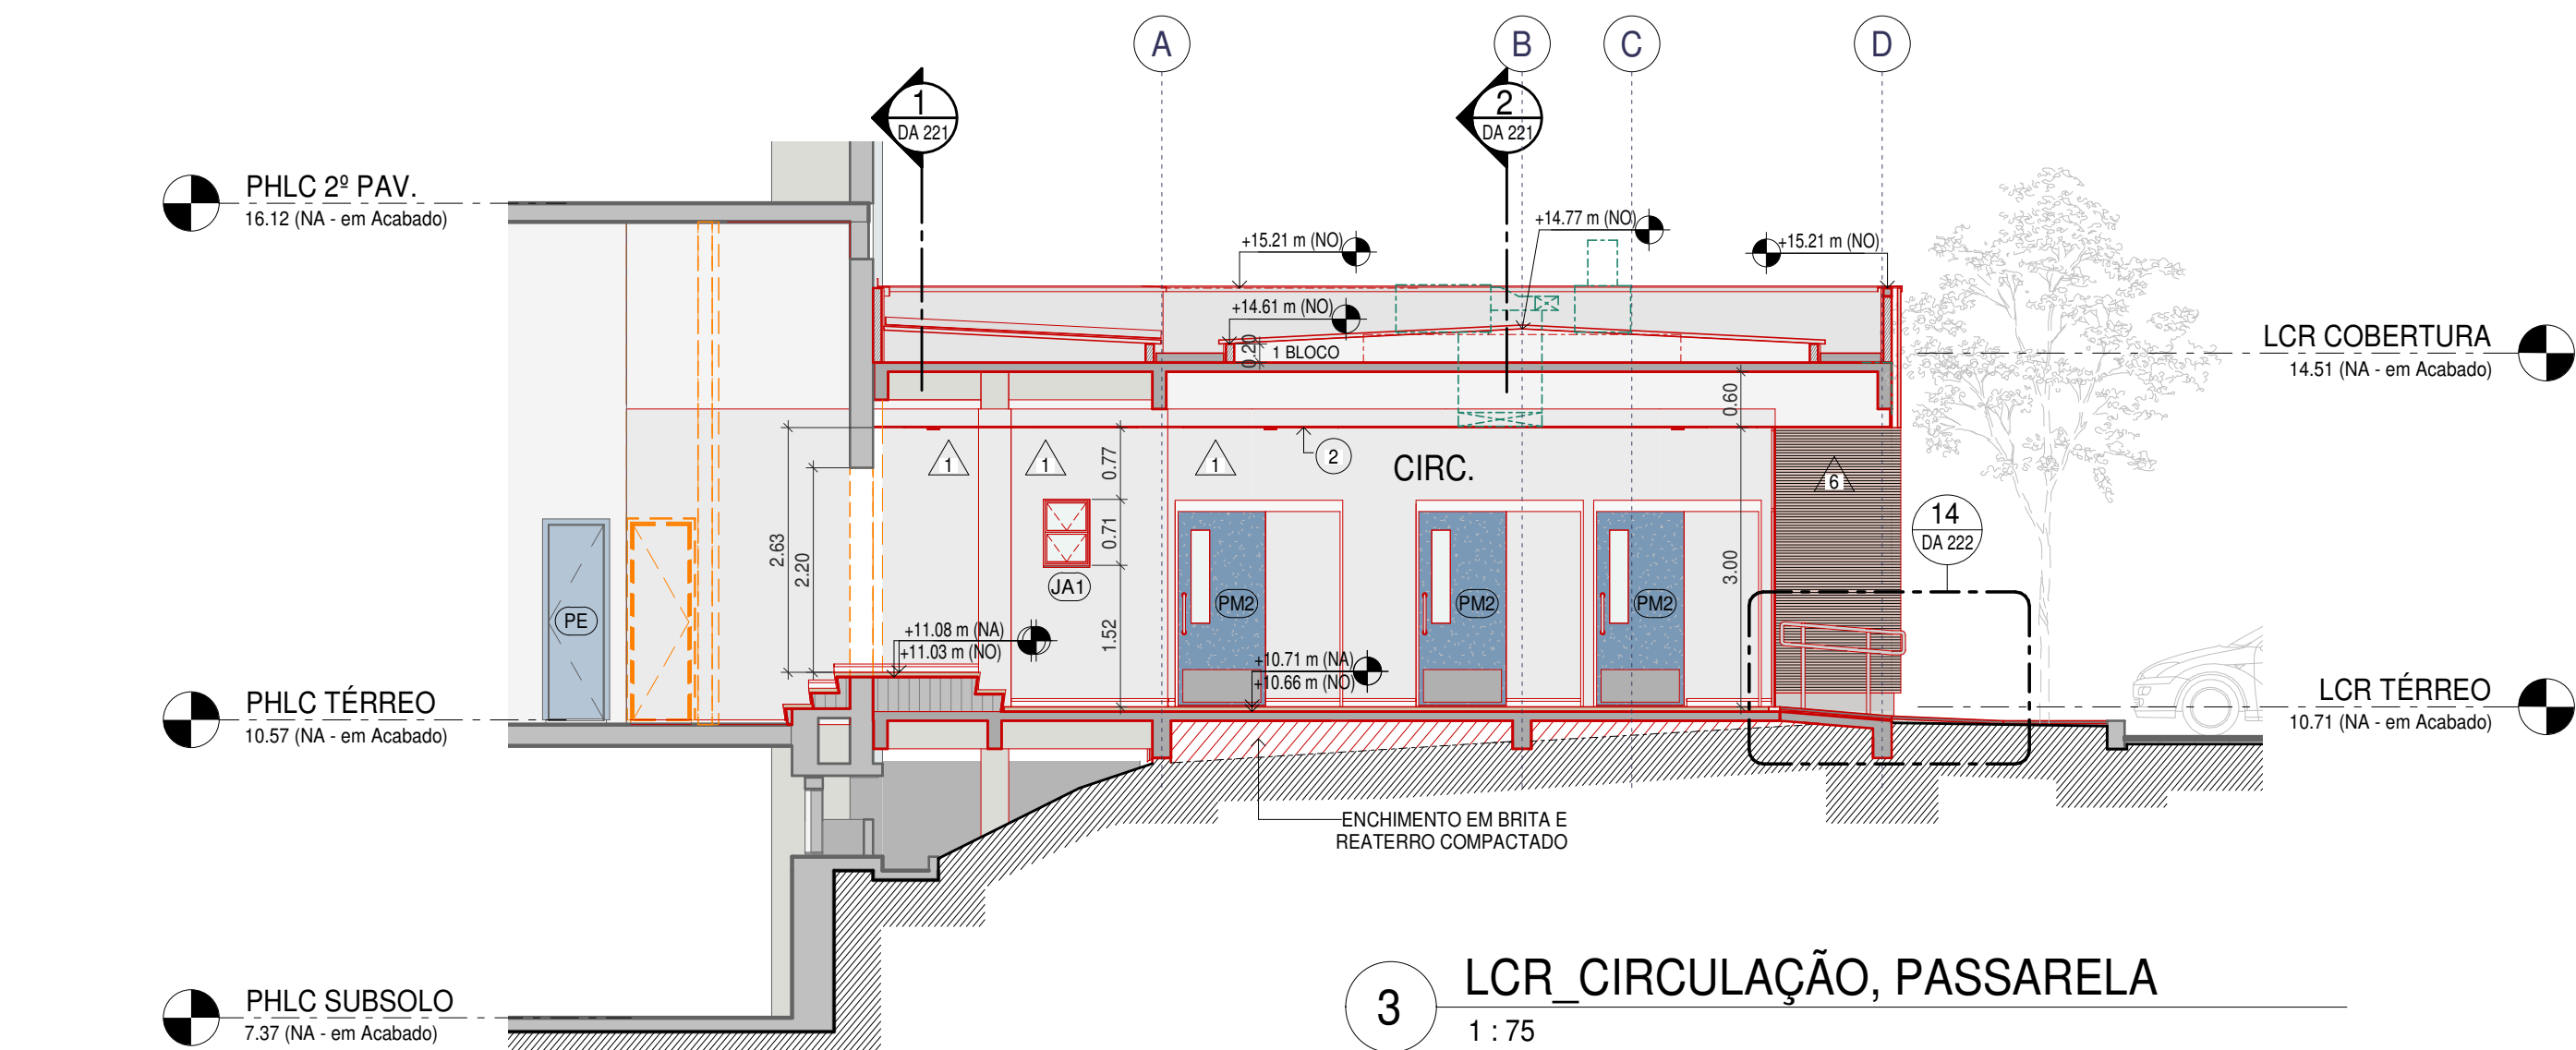 A
B
C
D
1
DA 221
2
DA 221
PHLC 2º PAV.
16.12 (NA - em Acabado)
+14.77 m (NO)
+15.21 m (NO)
+15.21 m (NO)
+14.61 m (NO)
0.20
1 BLOCO
LCR COBERTURA
14.51 (NA - em Acabado)
0.60
2
1
1
1
CIRC.
6
0.77
0.71
1.52
2.63
2.20
3.00
14
DA 222
JA1
PE
PM2
PM2
PM2
+11.08 m (NA)
+11.03 m (NO)
+10.71 m (NA)
+10.66 m (NO)
PHLC TÉRREO
10.57 (NA - em Acabado)
LCR TÉRREO
10.71 (NA - em Acabado)
ENCHIMENTO EM BRITA E
REATERRO COMPACTADO
PHLC SUBSOLO
7.37 (NA - em Acabado)
3
LCR_CIRCULAÇÃO, PASSARELA
1 : 75